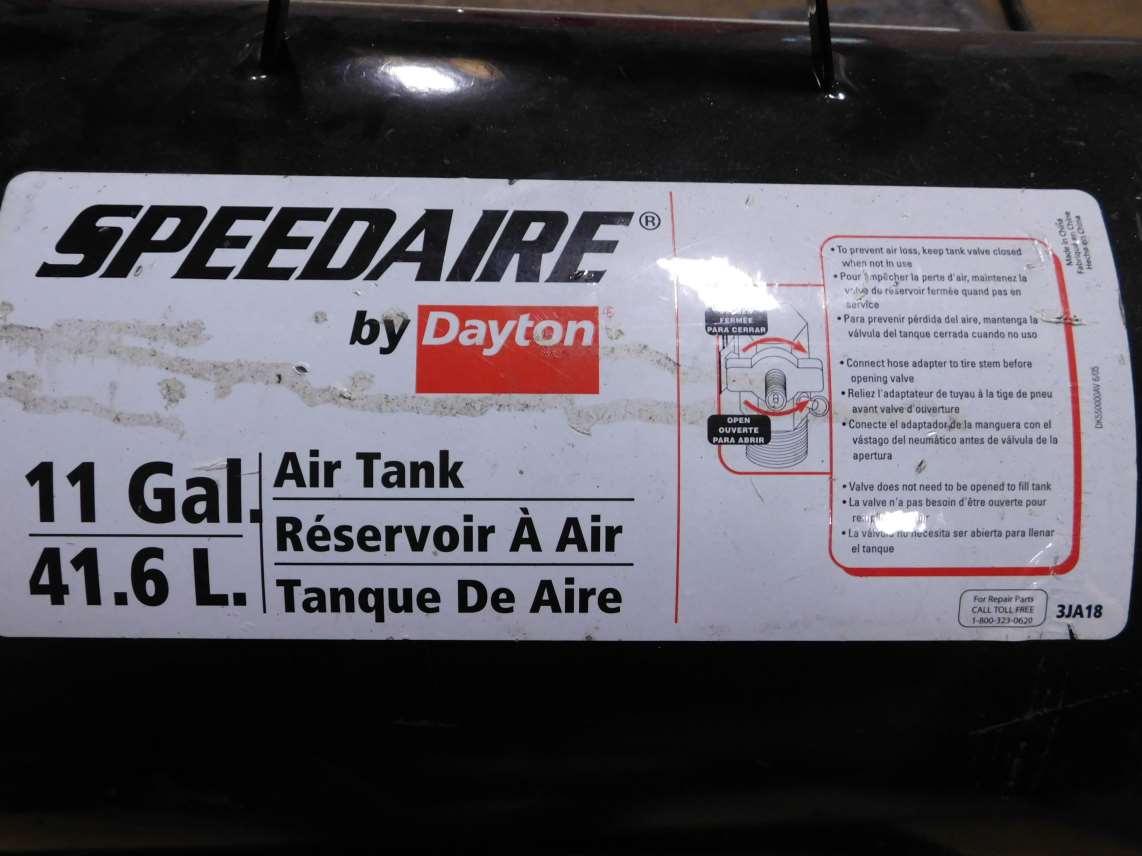 SPEEDAIRE®
by Dayton
11 Gal.
41.6 L.
Air Tank
Réservoir À Air
Tanque De Aire
FERMÉE
PARA CERRAR
OPEN
OUVERTE
PARA ABRIR
• To prevent air loss, keep tank valve closed
when not in use
• Pour empêcher la perte d'air, maintenez la
valve de réservoir fermée quand pas en
service
• Para prevenir pérdida del aire, mantenga la
válvula del tanque cerrada cuando no uso
• Connect hose adapter to tire stem before
opening valve
• Reliez l'adaptateur de tuyau à la tige de pneu
avant valve d'ouverture
• Conecte el adaptador de la manguera con el
vástago del neumático antes de válvula de la
apertura
• Valve does not need to be opened to fill tank
• La valve n'a pas besoin d'être ouverte pour
• La válvula no necesita ser abierta para llenar
el tanque
Made in China
Fabriqué en Chine
Hecho en China
For Repair Parts
CALL TOLL FREE
1-800-323-0620
3JA18